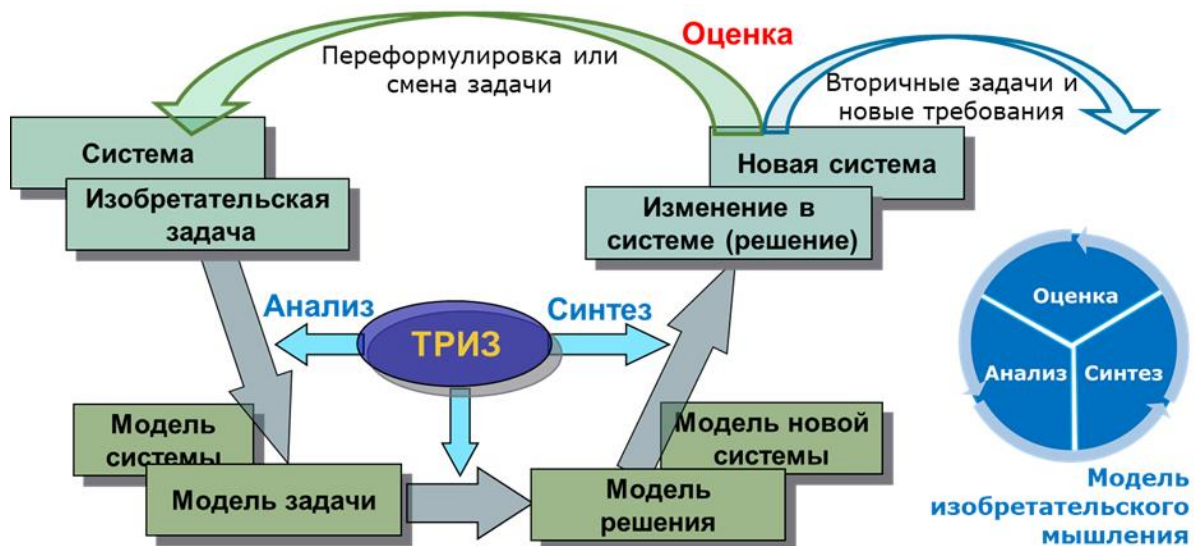 Оценка
Переформулировка или
смена задачи
Вторичные задачи и
новые требования
Система
Изобретательская
задача
Новая система
Изменение в
системе (решение)
Анализ
ТРИЗ
Синтез
Модель
системы
Модель задачи
Модель новой
системы
Модель
решения
Оценка
Анализ
Синтез
Модель
изобретательского
мышления